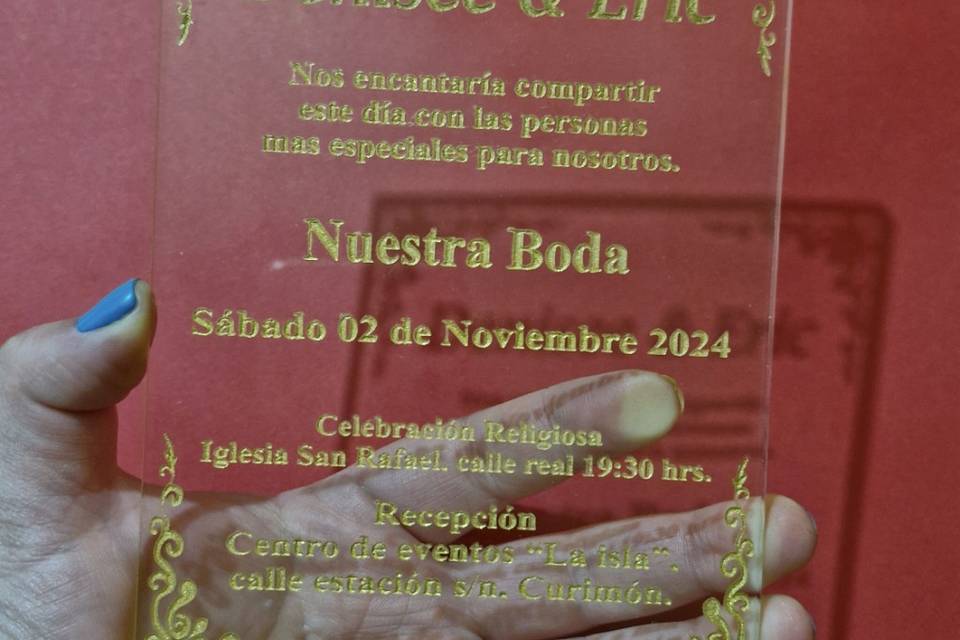 & Eric
Nos encantaría compartir
este día con las personas
mas especiales para nosotros.
Nuestra Boda
Sábado 02 de Noviembre 2024
Celebración Religiosa
Iglesia San Rafael. calle real 19:30 hrs.
Recepción
Centro de eventos “La isla”.
calle estación s/n. Curimón.